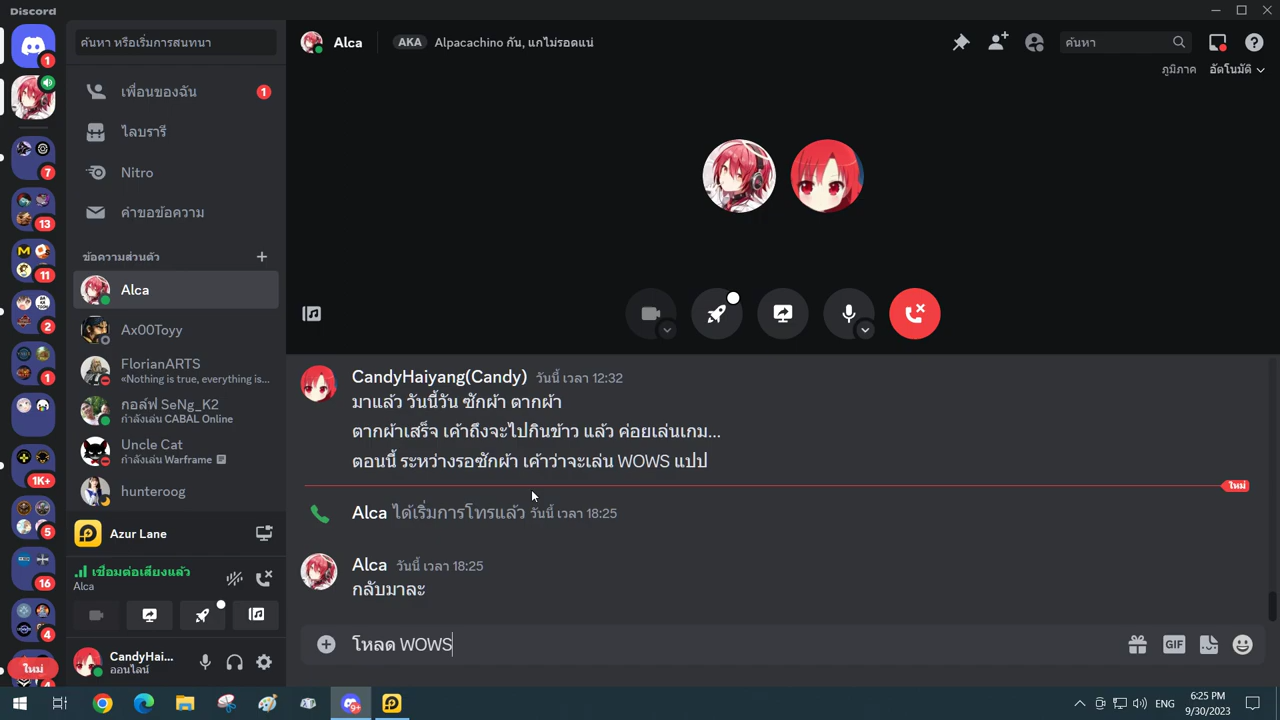 Discord
ค้นหา หรือเริ่มการสนทนา
Alca
AKA
Alpacachino กัน, แกไม่รอดแน่
ค้นหา
ภูมิภาค
อัตโนมัติ
1
เพื่อนของฉัน
1
ไลบรารี
Nitro
คำขอข้อความ
ข้อความส่วนตัว
Alca
Ax00Toyy
FlorianARTS
«Nothing is true, everything is...
กอล์ฟ SeNg_K2
กำลังเล่น CABAL Online
Uncle Cat
กำลังเล่น Warframe
hunteroog
Azur Lane
เชื่อมต่อเสียงแล้ว
Alca
CandyHai...
ออนไลน์
7
13
M
11
2
1
1K+
5
16
4
ใหม่
CandyHaiyang(Candy) วันนี้ เวลา 12:32
มาแล้ว วันนี้วัน ซักผ้า ตากผ้า
ตากผ้าเสร็จ เค้าถึงจะไปกินข้าว แล้ว ค่อยเล่นเกม...
ตอนนี้ ระหว่างรอซักผ้า เค้าว่าจะเล่น WOWS แปป
ใหม่
Alca ได้เริ่มการโทรแล้ว วันนี้ เวลา 18:25
Alca วันนี้ เวลา 18:25
กลับมาละ
โหลด WOWS
GIF
9+
ENG
6:25 PM
9/30/2023